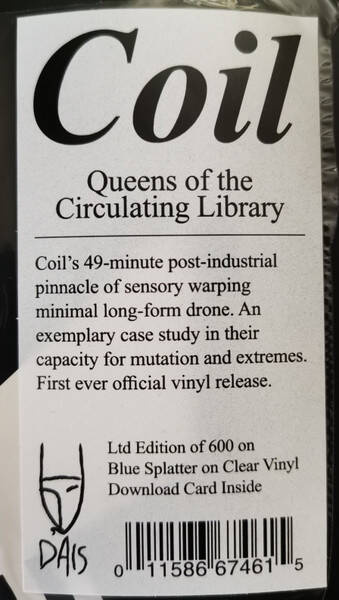 Coil
Queens of the
Circulating Library
Coil's 49-minute post-industrial
pinnacle of sensory warping
minimal long-form drone. An
exemplary case study in their
capacity for mutation and extremes.
First ever official vinyl release.
Ltd Edition of 600 on
Blue Splatter on Clear Vinyl
Download Card Inside
DAIS
0 11586 67461 5